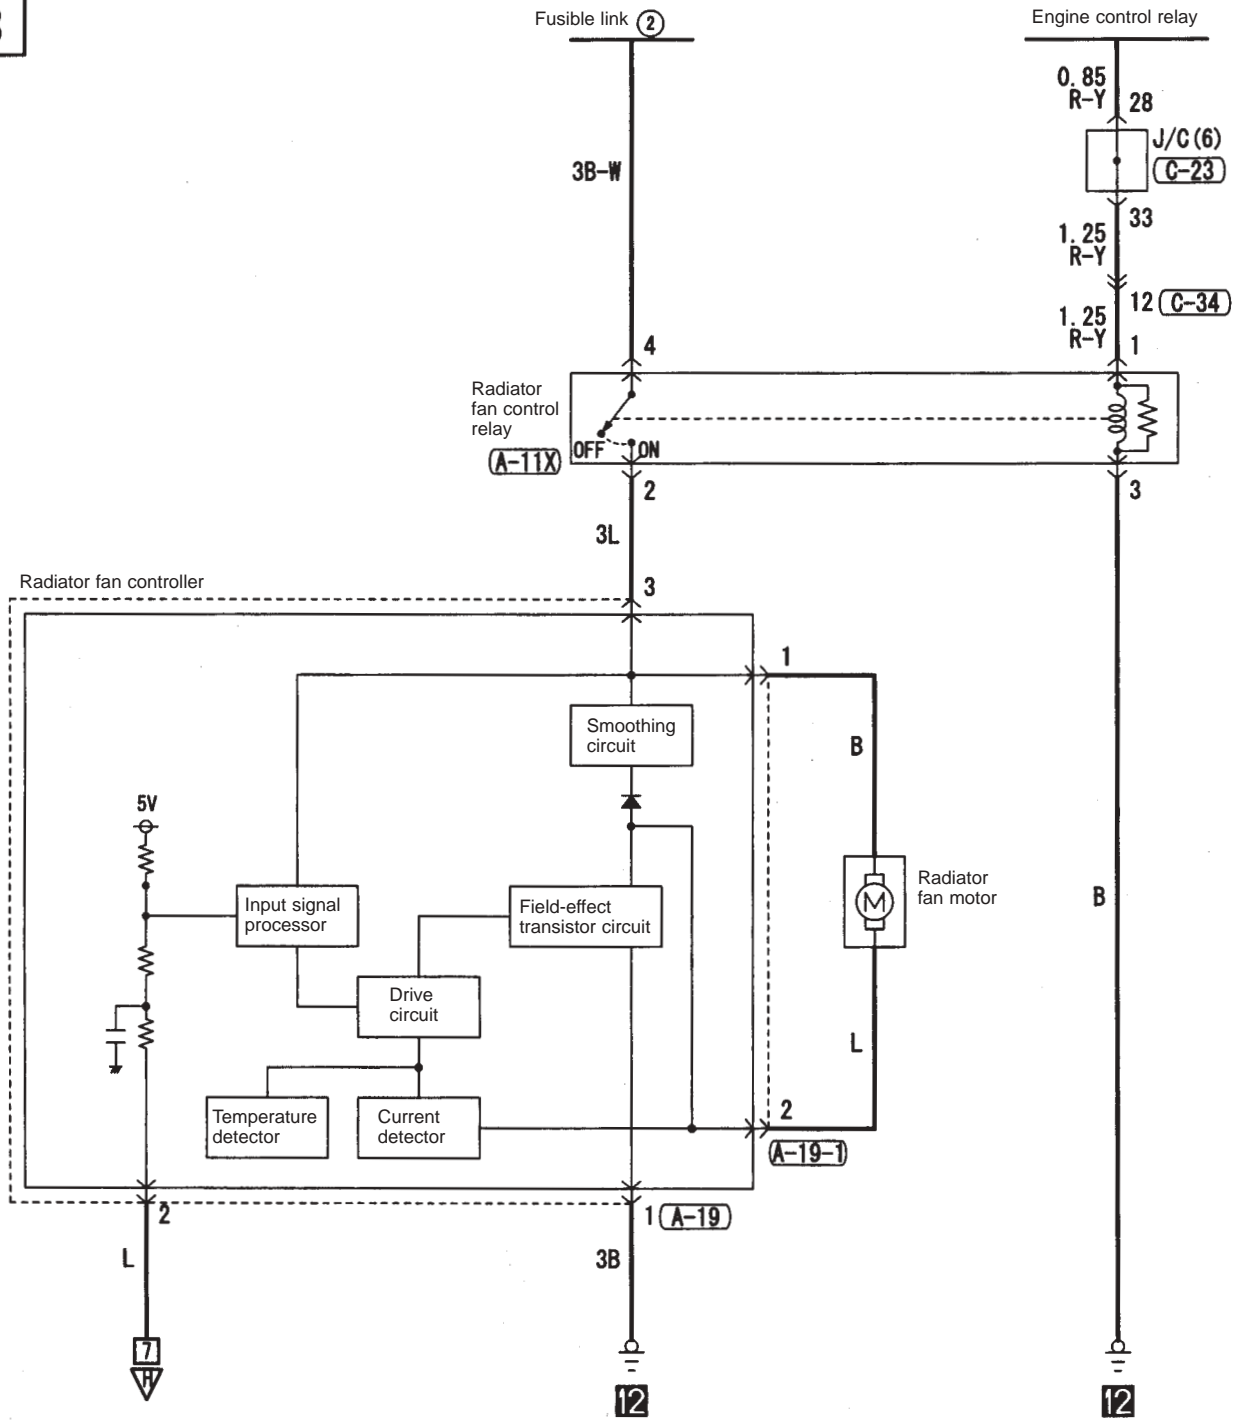 Fusible link 2
Engine control relay
0.85
R-Y
28
J/C(6)
C-23
3B-W
33
1.25
R-Y
12 C-34
1.25
R-Y
4
1
Radiator
fan control
relay
A-11X
OFF
ON
2
3
3L
Radiator fan controller
3
1
Smoothing
circuit
B
5V
Input signal
processor
Field-effect
transistor circuit
M
Radiator
fan motor
B
Drive
circuit
L
Temperature
detector
Current
detector
2
A-19-1
2
1 A-19
L
3B
7
H
12
12